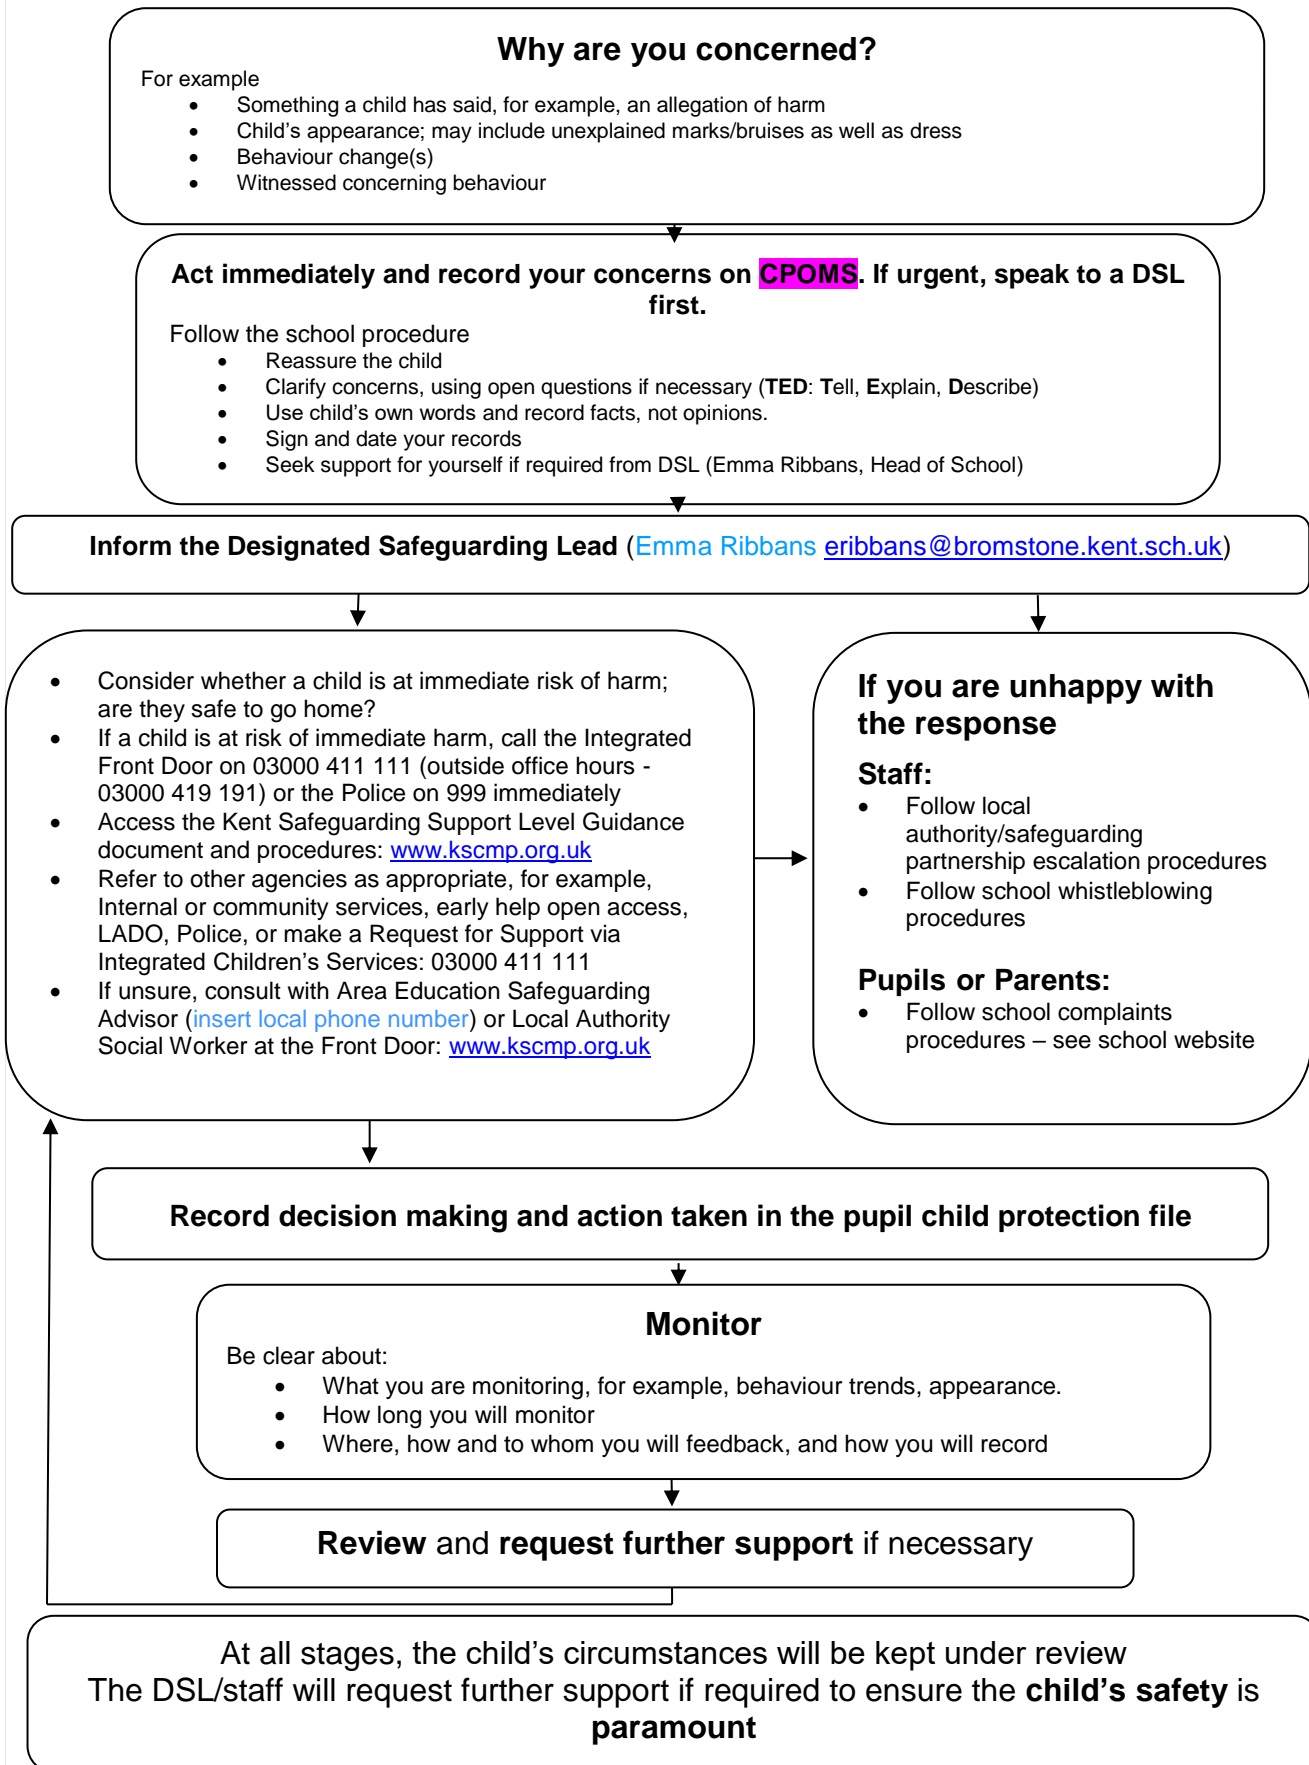 Why are you concerned?
For example
• Something a child has said, for example, an allegation of harm
• Child's appearance; may include unexplained marks/bruises as well as dress
• Behaviour change(s)
• Witnessed concerning behaviour
Act immediately and record your concerns on CPOMS. If urgent, speak to a DSL
first.
Follow the school procedure
• Reassure the child
• Clarify concerns, using open questions if necessary (TED: Tell, Explain, Describe)
• Use child's own words and record facts, not opinions.
• Sign and date your records
• Seek support for yourself if required from DSL (Emma Ribbans, Head of School)
Inform the Designated Safeguarding Lead (Emma Ribbans eribbans@bromstone.kent.sch.uk)
• Consider whether a child is at immediate risk of harm;
are they safe to go home?
• If a child is at risk of immediate harm, call the Integrated
Front Door on 03000 411 111 (outside office hours -
03000 419 191) or the Police on 999 immediately
• Access the Kent Safeguarding Support Level Guidance
document and procedures: www.kscmp.org.uk
• Refer to other agencies as appropriate, for example,
Internal or community services, early help open access,
LADO, Police, or make a Request for Support via
Integrated Children's Services: 03000 411 111
• If unsure, consult with Area Education Safeguarding
Advisor (insert local phone number) or Local Authority
Social Worker at the Front Door: www.kscmp.org.uk
If you are unhappy with
the response
Staff:
• Follow local
authority/safeguarding
partnership escalation procedures
• Follow school whistleblowing
procedures
Pupils or Parents:
• Follow school complaints
procedures – see school website
Record decision making and action taken in the pupil child protection file
Monitor
Be clear about:
• What you are monitoring, for example, behaviour trends, appearance.
• How long you will monitor
• Where, how and to whom you will feedback, and how you will record
Review and request further support if necessary
At all stages, the child's circumstances will be kept under review
The DSL/staff will request further support if required to ensure the child's safety is
paramount